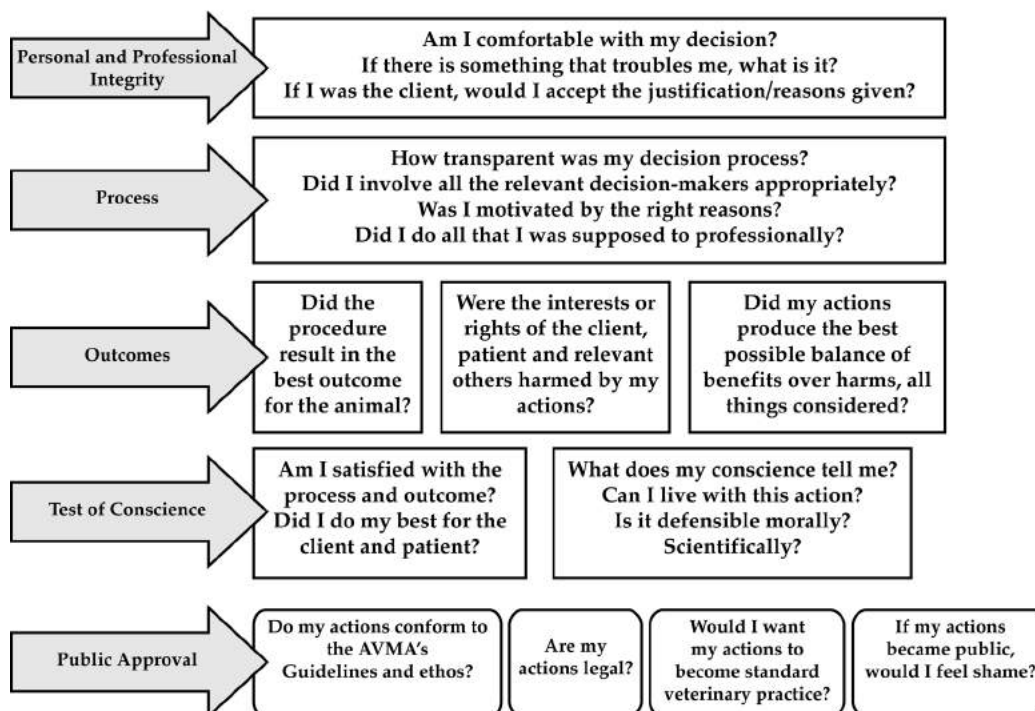 Personal and Professional
Integrity
Am I comfortable with my decision?
If there is something that troubles me, what is it?
If I was the client, would I accept the justification/reasons given?
Process
How transparent was my decision process?
Did I involve all the relevant decision-makers appropriately?
Was I motivated by the right reasons?
Did I do all that I was supposed to professionally?
Outcomes
Did the
procedure
result in the
best outcome
for the animal?
Were the interests or
rights of the client,
patient and relevant
others harmed by my
actions?
Did my actions
produce the best
possible balance of
benefits over harms, all
things considered?
Test of Conscience
Am I satisfied with the
process and outcome?
Did I do my best for the
client and patient?
What does my conscience tell me?
Can I live with this action?
Is it defensible morally?
Scientifically?
Public Approval
Do my actions conform to
the AVMA's
Guidelines and ethos?
Are my
actions legal?
Would I want
my actions to
become standard
veterinary practice?
If my actions
became public,
would I feel shame?